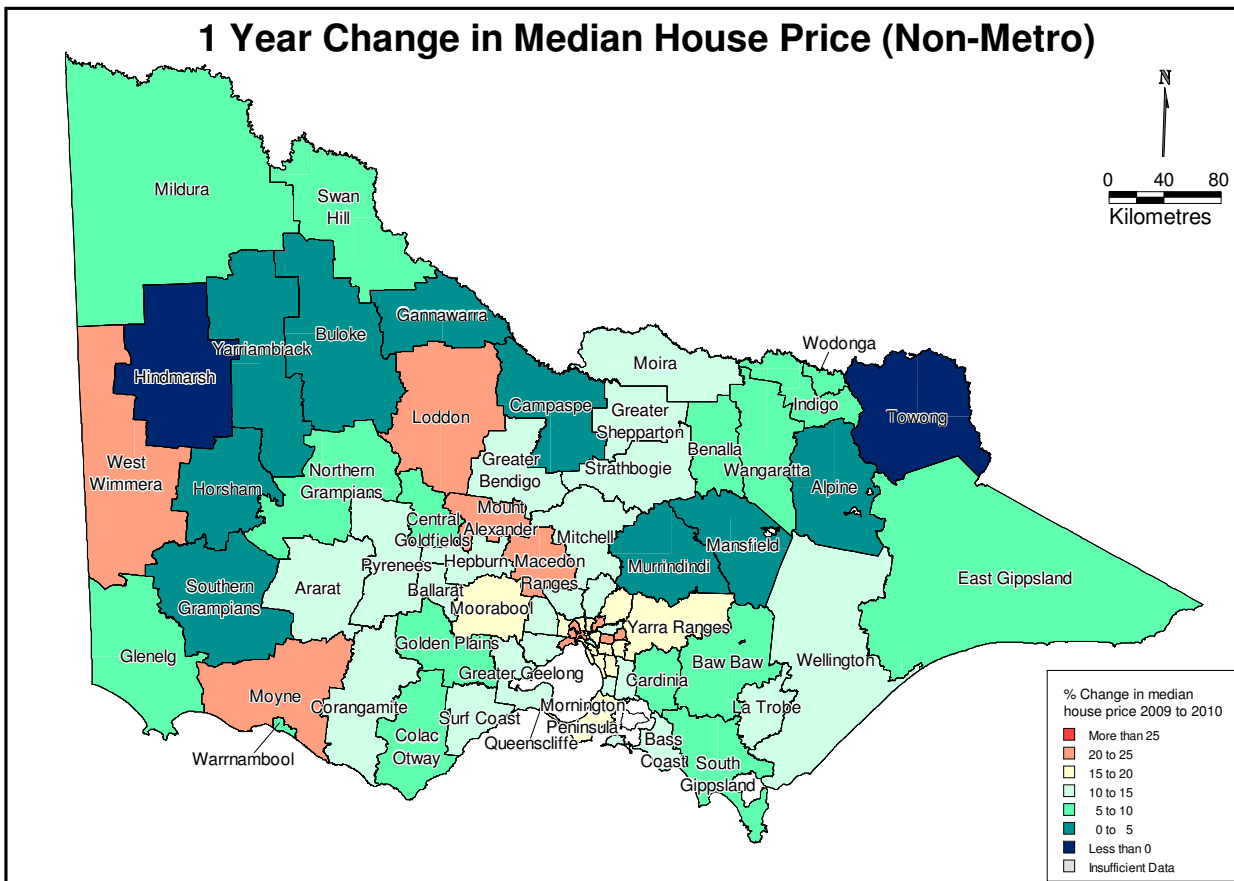 1 Year Change in Median House Price (Non-Metro)
N
0 40 80
Kilometres
Mildura
Swan
Hill
Gannawarra
Buloke
Yarriambiack
Hindmarsh
Wodonga
Moira
Indigo
Towong
Loddon
Campaspe
Greater
Shepparton
Benalla
Wangaratta
West
Wimmera
Horsham
Northern
Grampians
Greater
Bendigo
Strathbogie
Alpine
Central
Goldfields
Mount
Alexander
Mitchell
Mansfield
Murrindindi
East Gippsland
Pyrenees
Hepburn
Macedon
Ranges
Southern
Grampians
Ararat
Ballarat
Moorabool
Yarra Ranges
Glenelg
Golden Plains
Baw Baw
Wellington
Greater Geelong
Cardinia
Moyne
Corangamite
Mornington
Peninsula
La Trobe
Surf Coast
Queenscliffe
Colac
Otway
Bass
Coast
South
Gippsland
Warrnambool
% Change in median
house price 2009 to 2010
More than 25
20 to 25
15 to 20
10 to 15
5 to 10
0 to 5
Less than 0
Insufficient Data